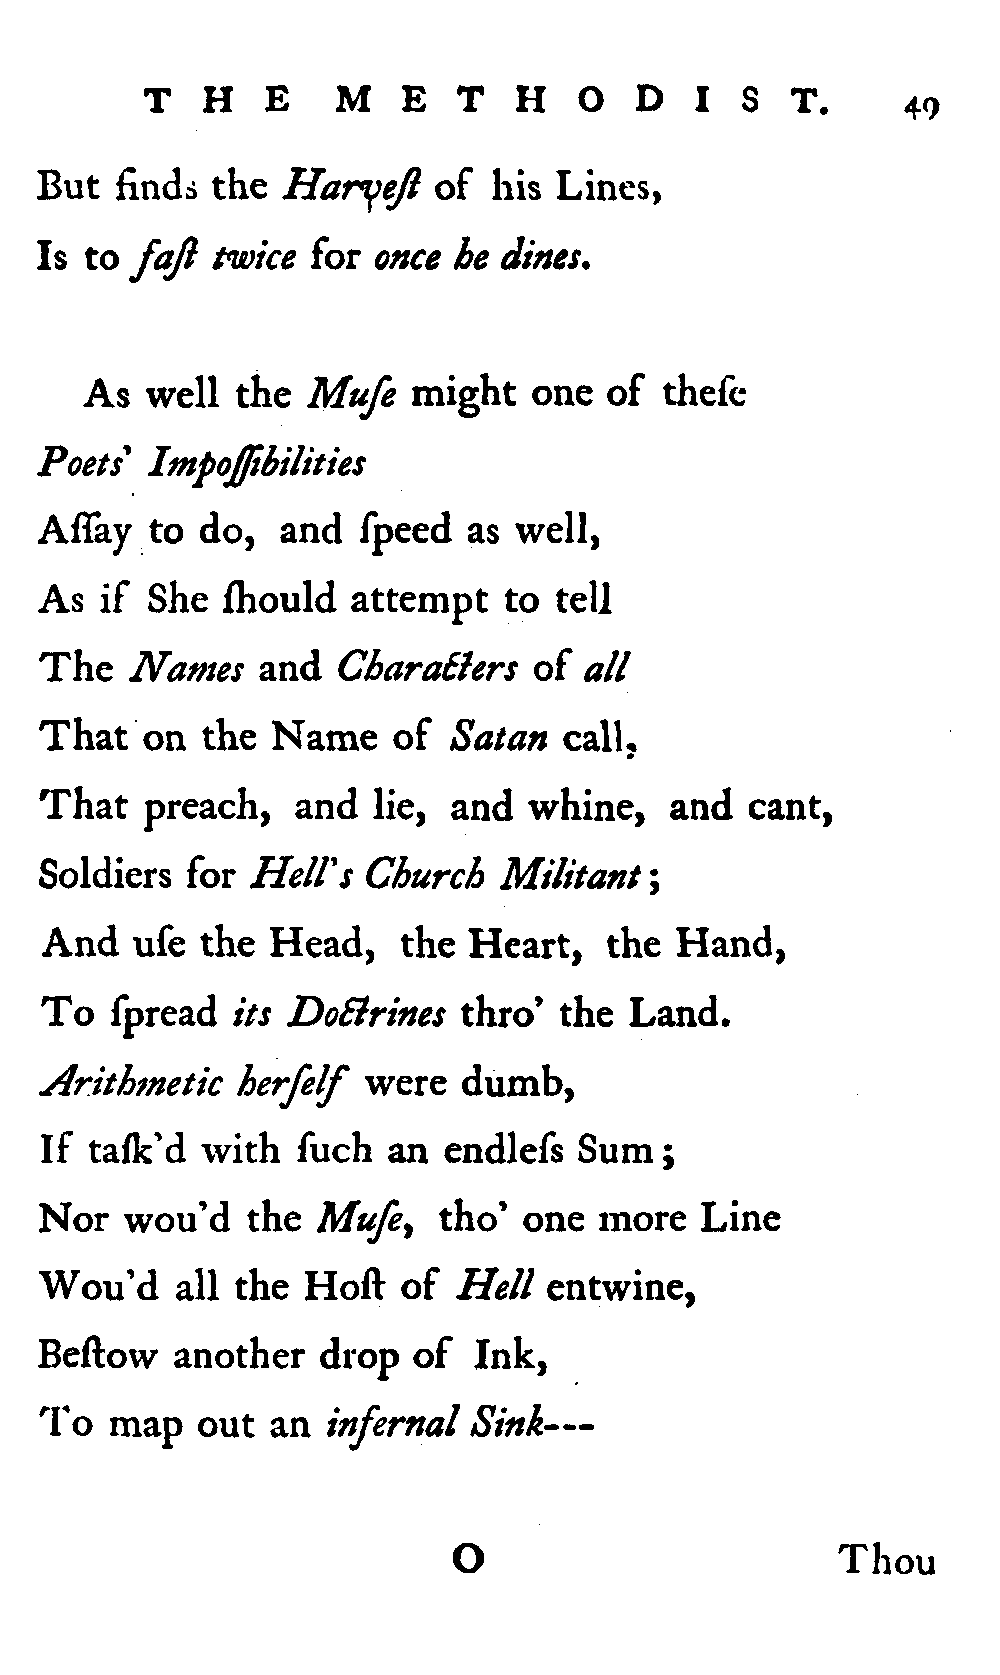 THE METHODIST. 49
But finds the Harveſt of his Lines,
Is to faſt twice for once he dines.
As well the Muſe might one of theſe
Poets' Impoſſibilities
Aſſay to do, and ſpeed as well,
As if She ſhould attempt to tell
The Names and Characters of all
That on the Name of Satan call,
That preach, and lie, and whine, and cant,
Soldiers for Hell's Church Militant;
And uſe the Head, the Heart, the Hand,
To ſpread its Doctrines thro' the Land.
Arithmetic herſelf were dumb,
If taſk'd with ſuch an endleſs Sum;
Nor wou'd the Muſe, tho' one more Line
Wou'd all the Hoſt of Hell entwine,
Beſtow another drop of Ink,
To map out an infernal Sink---
O Thou